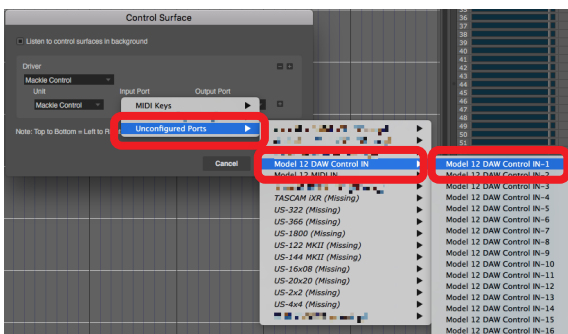 Control Surface
Listen to control surfaces in background
Driver
Mackie Control
Unit
Input Port
Output Port
Mackie Control
MIDI Keys
Unconfigured Ports
Note: Top to Bottom = Left to
Cancel
Model 12 DAW Control IN
Model 12 MIDI IN
TASCAM iXR (Missing)
US-322 (Missing)
US-366 (Missing)
US-1800 (Missing)
US-122 MKII (Missing)
US-144 MKII (Missing)
US-16x08 (Missing)
US-20x20 (Missing)
US-2x2 (Missing)
US-4x4 (Missing)
Model 12 DAW Control IN-1
Model 12 DAW Control IN-2
Model 12 DAW Control IN-3
Model 12 DAW Control IN-4
Model 12 DAW Control IN-5
Model 12 DAW Control IN-6
Model 12 DAW Control IN-7
Model 12 DAW Control IN-8
Model 12 DAW Control IN-9
Model 12 DAW Control IN-10
Model 12 DAW Control IN-11
Model 12 DAW Control IN-12
Model 12 DAW Control IN-13
Model 12 DAW Control IN-14
Model 12 DAW Control IN-15
Model 12 DAW Control IN-16
35
36
37
38
39
40
41
42
43
44
45
46
47
48
49
50
51